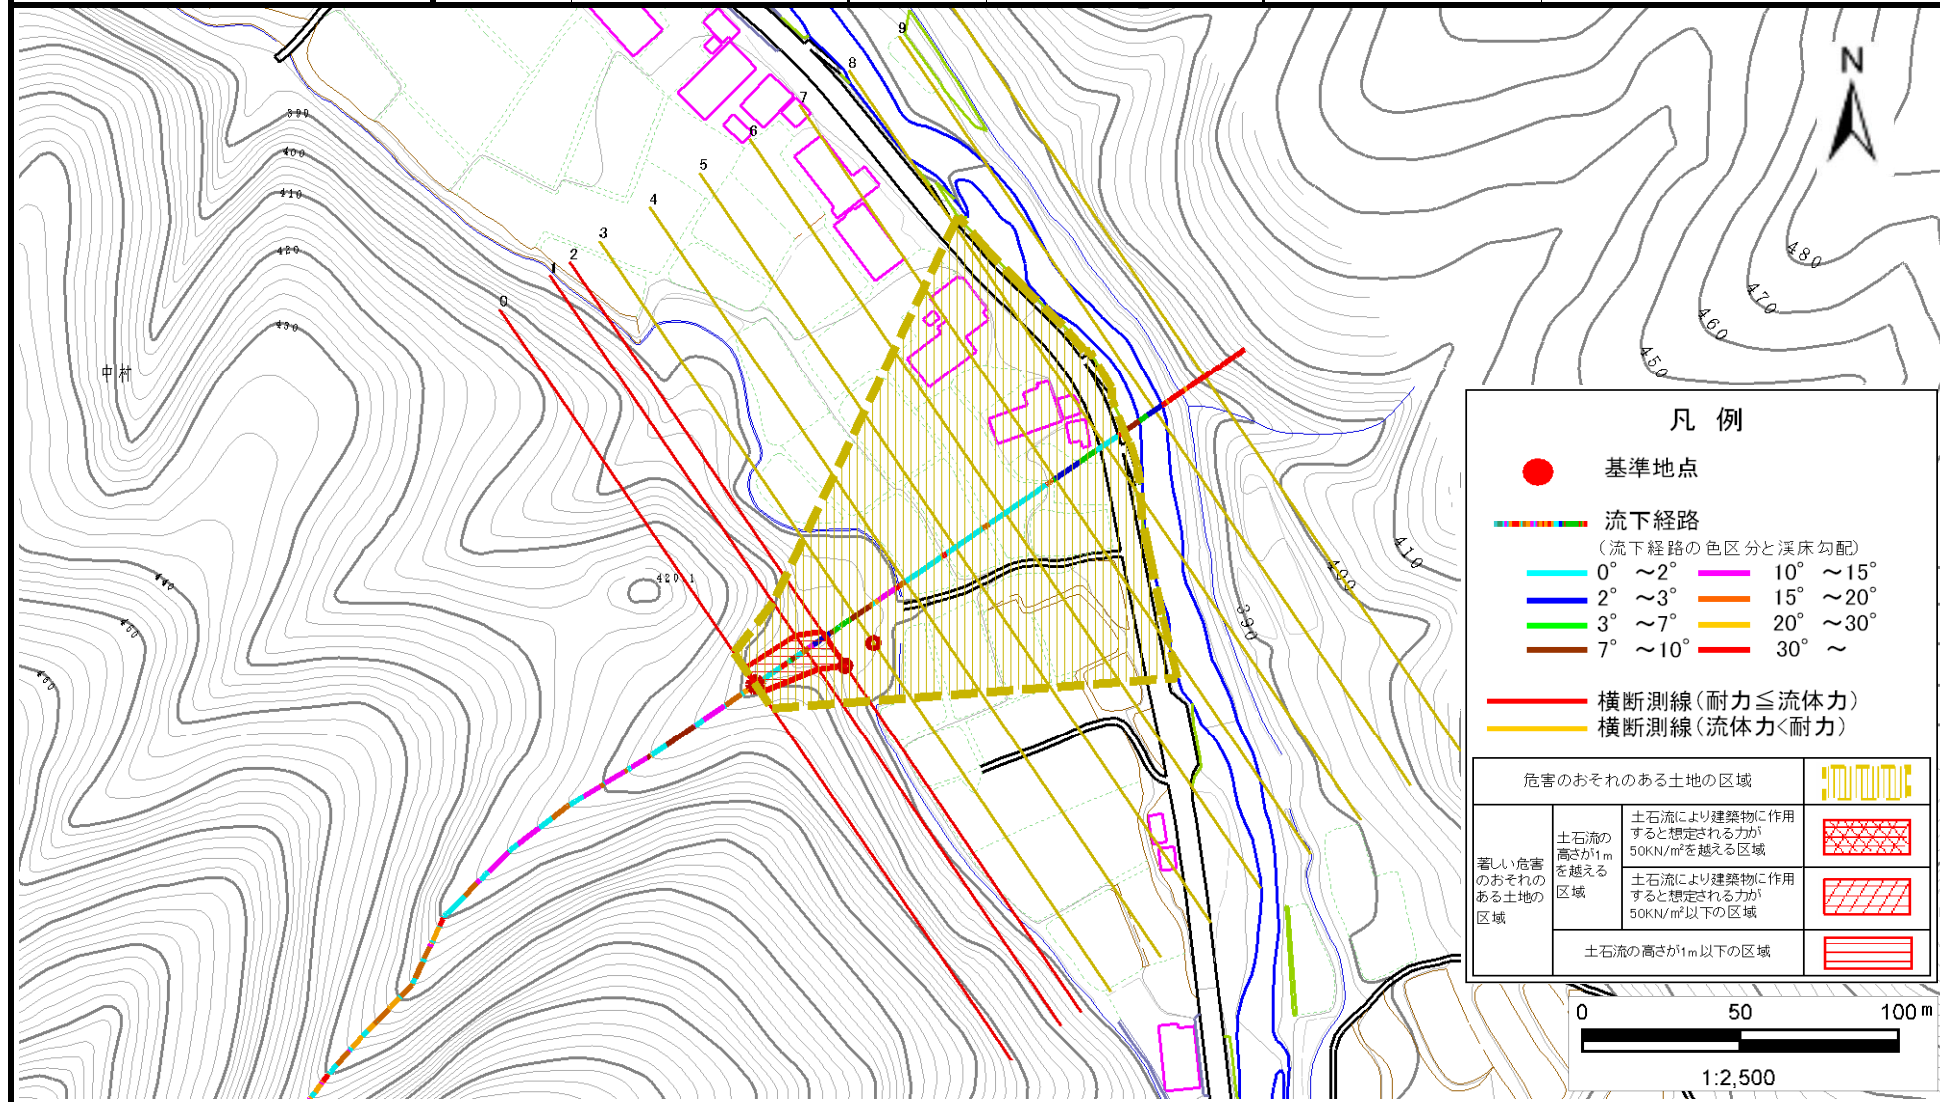 9
8
7
6
5
4
3
2
1
0
N
390
400
410
420
430
中村
420.1
440
460
480
470
460
450
410
400
390
凡 例
基準地点
流下経路
(流下経路の色区分と渓床勾配)
0° ～2° 10° ～15°
2° ～3° 15° ～20°
3° ～7° 20° ～30°
7° ～10° 30° ～
横断測線(耐力≦流体力)
横断測線(流体力<耐力)
危害のおそれのある土地の区域
著しい危害
のおそれの
ある土地の
区域
土石流の
高さが1m
を越える
区域
土石流により建築物に作用
すると想定される力が
50KN/㎡を越える区域
土石流により建築物に作用
すると想定される力が
50KN/㎡以下の区域
土石流の高さが1m以下の区域
0 50 100 m
1:2,500